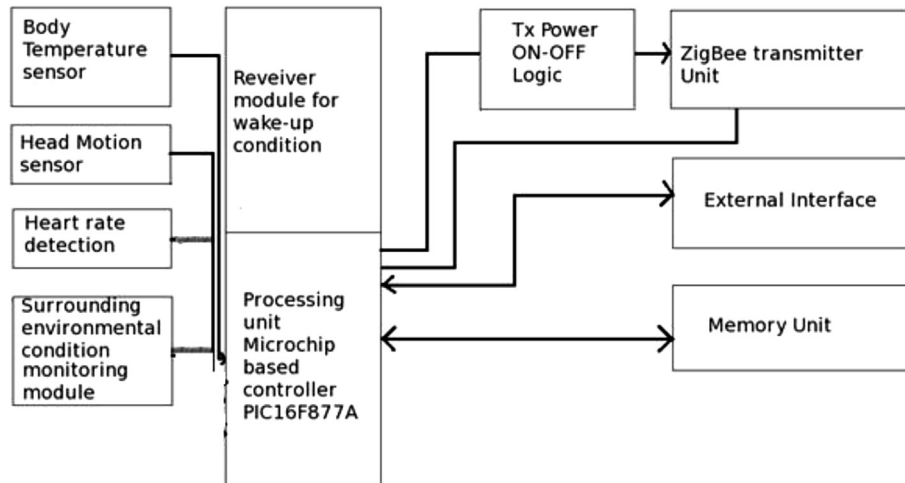 Body
Temperature
sensor
Head Motion
sensor
Heart rate
detection
Surrounding
environmental
condition
monitoring
module
Reveiver
module for
wake-up
condition
Processing
unit
Microchip
based
controller
PIC16F877A
Tx Power
ON-OFF
Logic
ZigBee transmitter
Unit
External Interface
Memory Unit